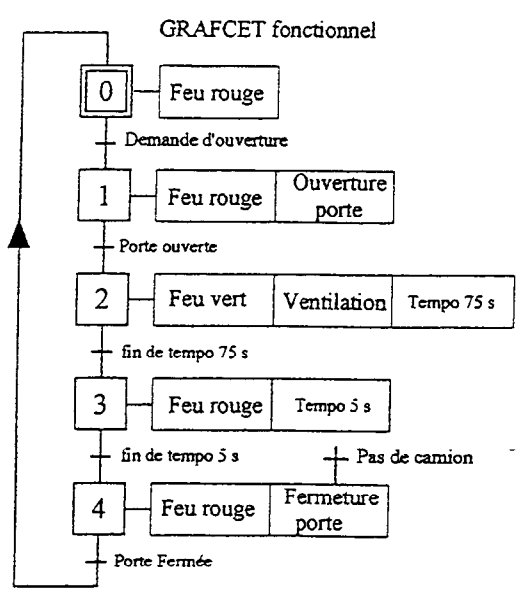 GRAFCET fonctionnel
0 Feu rouge
Demande d'ouverture
1 Feu rouge Ouverture
porte
Porte ouverte
2 Feu vert Ventilation Tempo 75 s
fin de tempo 75 s
3 Feu rouge Tempo 5 s
fin de tempo 5 s Pas de camion
4 Feu rouge Fermeture
porte
Porte Fermée